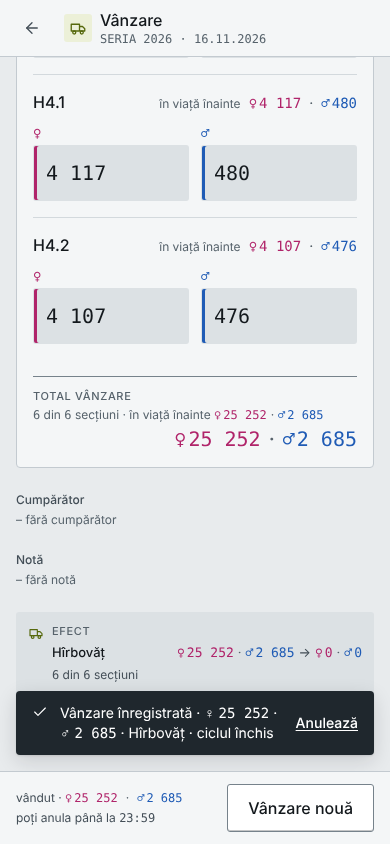 Vânzare
SERIA 2026 · 16.11.2026
H4.1 în viață înainte ♀4 117 · ♂480
♀ ♂
4 117 480
H4.2 în viață înainte ♀4 107 · ♂476
♀ ♂
4 107 476
TOTAL VÂNZARE
6 din 6 secțiuni · în viață înainte ♀25 252 · ♂2 685
♀25 252 · ♂2 685
Cumpărător
– fără cumpărător
Notă
– fără notă
EFECT
Hîrbovăț ♀25 252 · ♂2 685 → ♀0 · ♂0
6 din 6 secțiuni
Vânzare înregistrată · ♀ 25 252 ·
♂ 2 685 · Hîrbovăț · ciclul închis
Anulează
vândut · ♀25 252 · ♂2 685
poți anula până la 23:59
Vânzare nouă